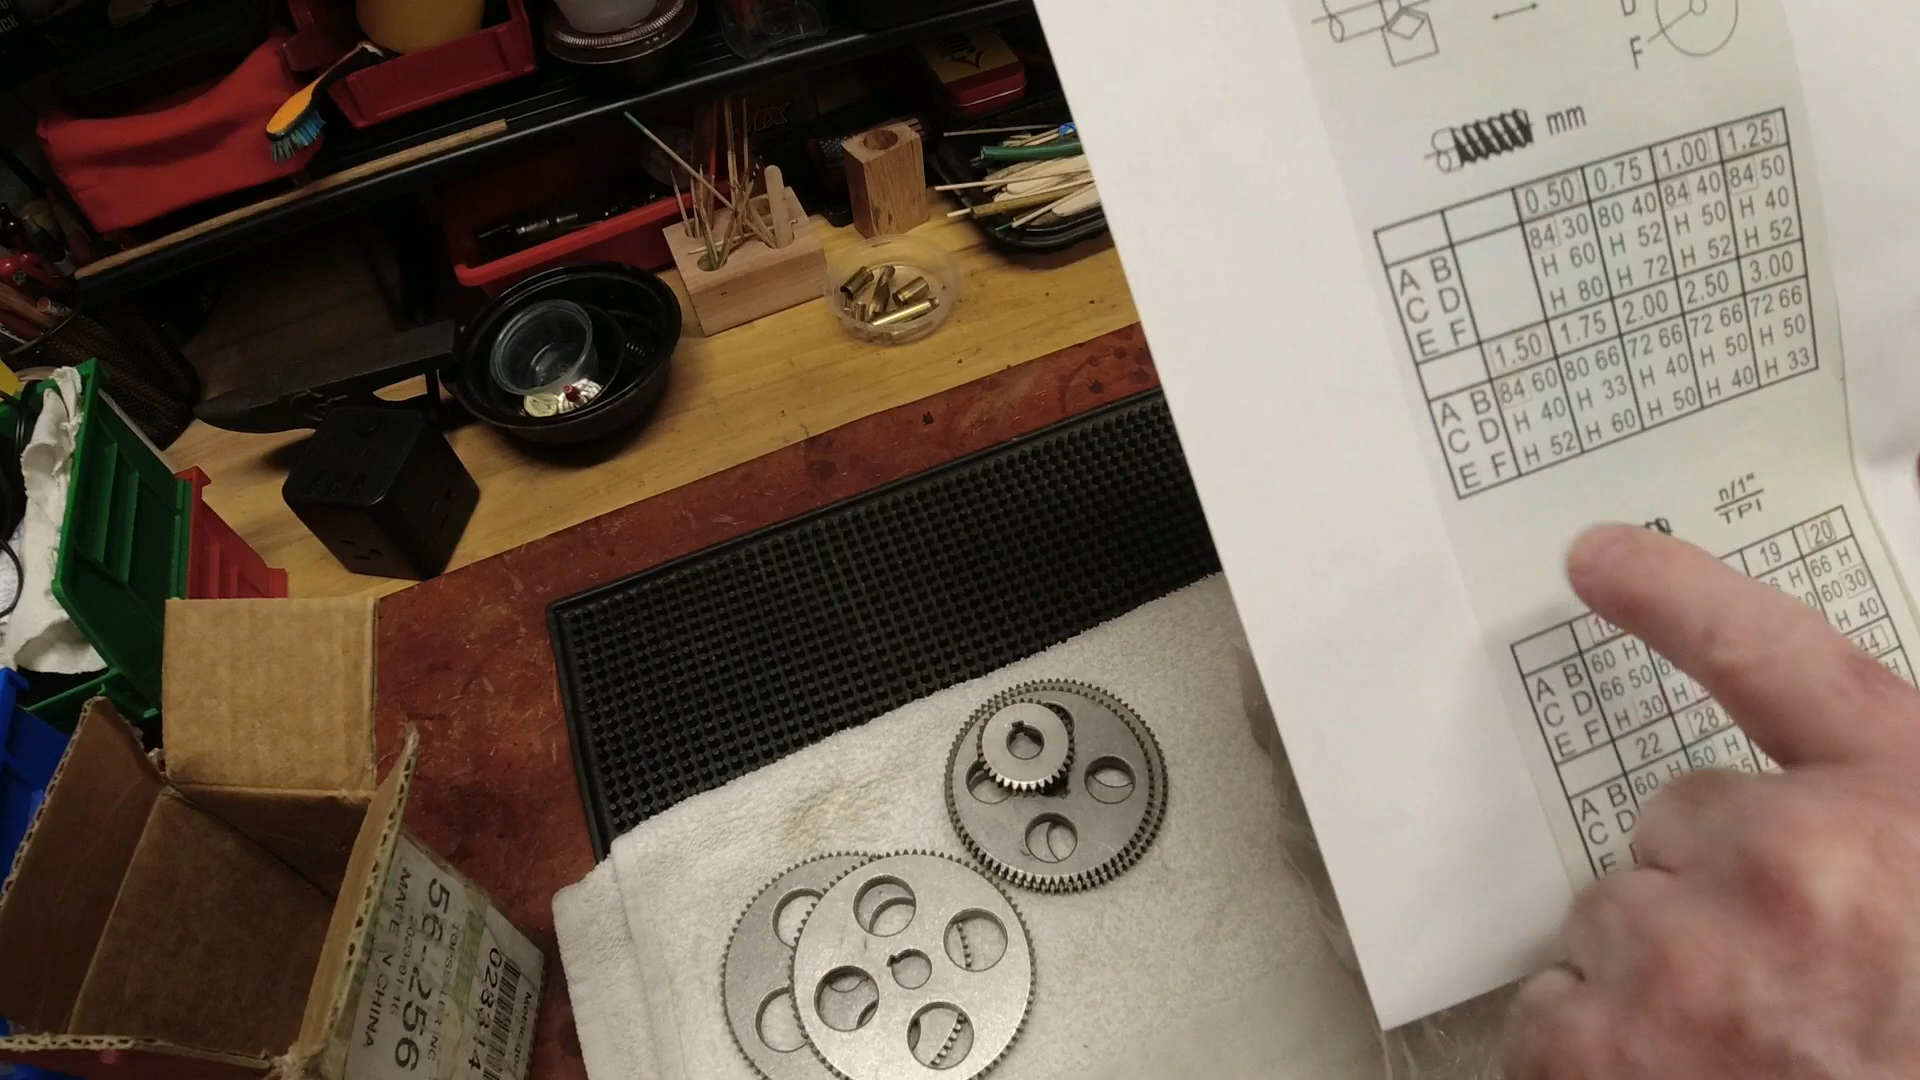 D
F
mm
0.50 0.75 1.00 1.25
A B 84 30 80 40 84 40 84 50
C D H 60 H 52 H 50 H 40
E F H 80 H 72 H 52 H 52
1.50 1.75 2.00 2.50 3.00
A B 84 60 80 66 72 66 72 66 72 66
C D H 40 H 33 H 40 H 50 H 50
E F H 52 H 60 H 50 H 40 H 33
n/1"
TPI
19 20
A B 60 H H 66 H
C D 66 50 60 30
E F H 30 H H 40
22 28 44
A B 60 H 50 H H
C D
E
56-256
MADE IN CHINA